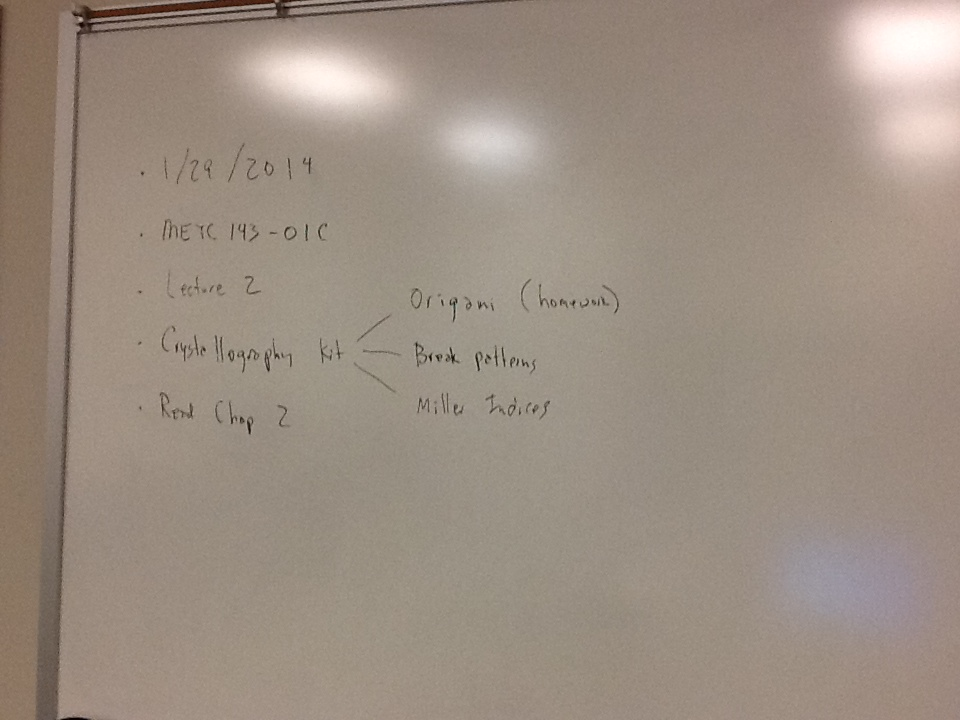 · 1/29/2014
· METC 143-01C
· Lecture 2
· Crystallography Kit
Origami (homework)
Break patterns
Miller Indices
· Read Chap 2